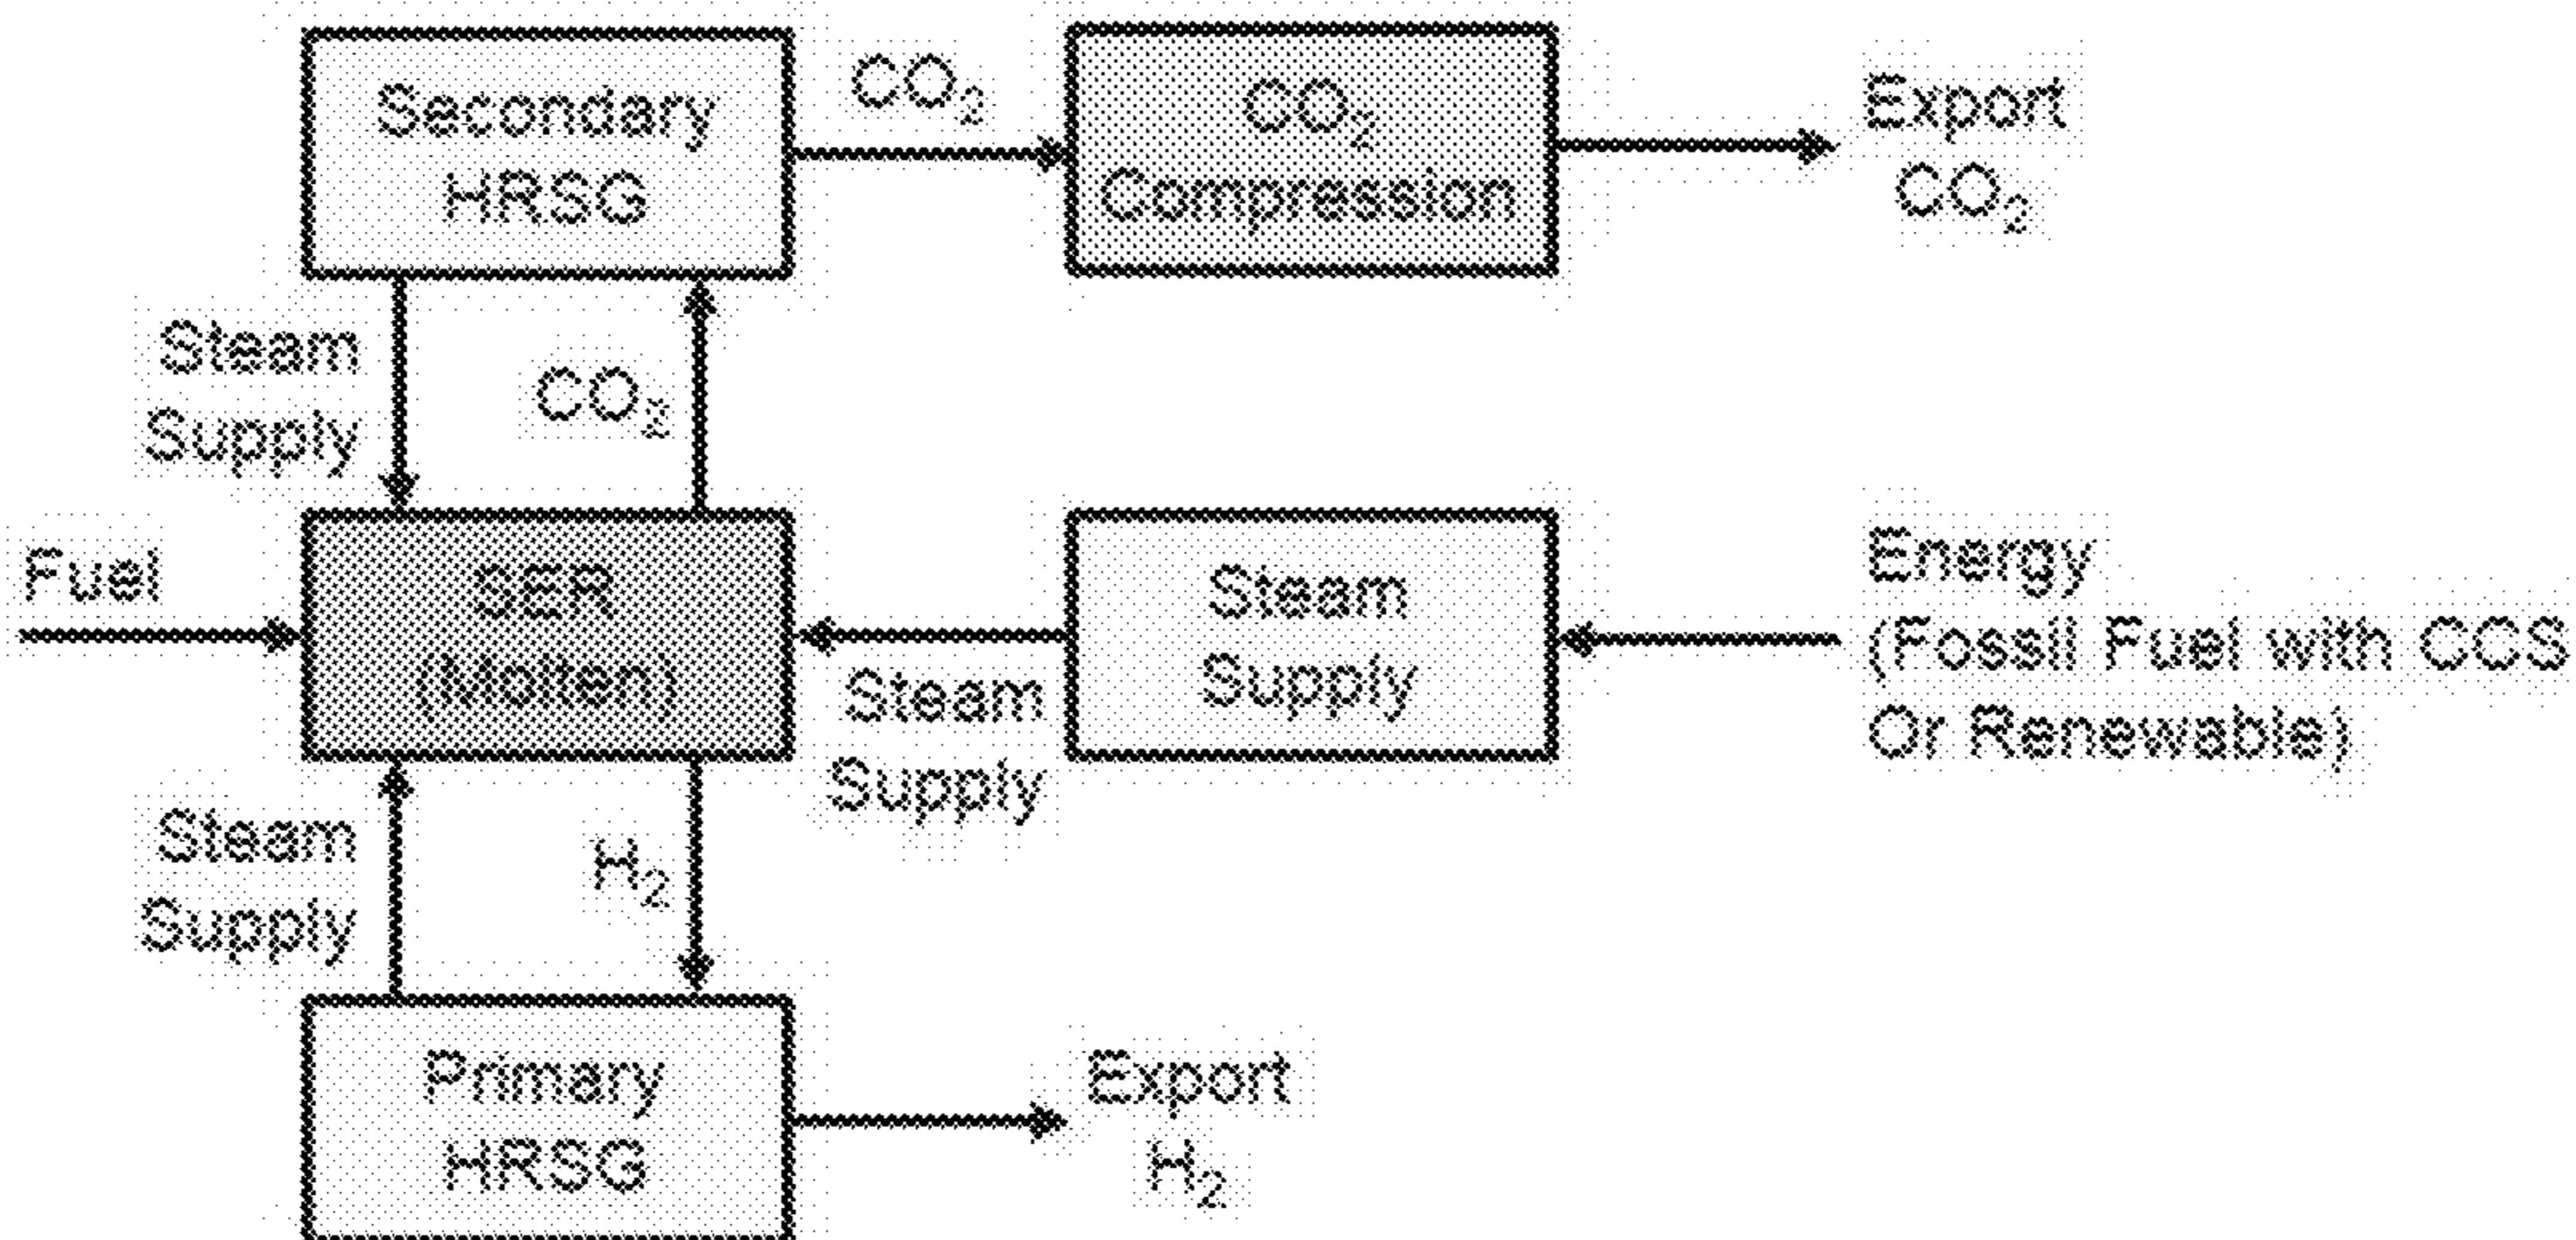 Secondary
HRSG
CO₂
CO₂
Compression
Export
CO₂
Steam
Supply
CO₂
Fuel
SER
(Molten)
Steam
Supply
Steam
Supply
Energy
(Fossil Fuel with CCS
Or Renewable)
Steam
Supply
H₂
Primary
HRSG
Export
H₂